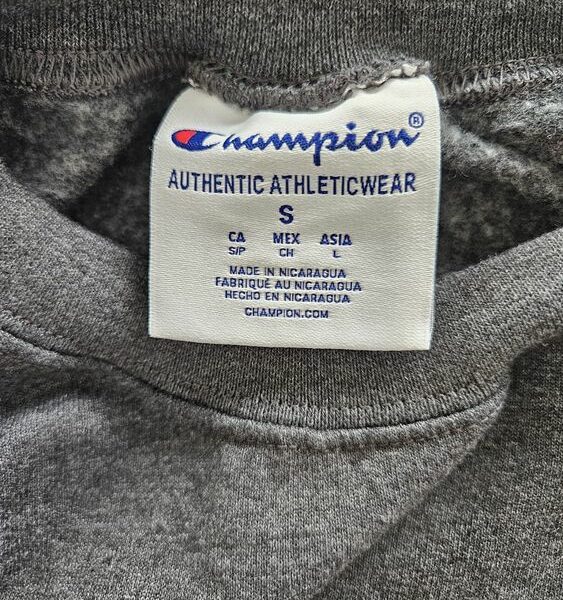 Champion®
AUTHENTIC ATHLETICWEAR
S
CA MEX ASIA
S/P CH L
MADE IN NICARAGUA
FABRIQUÉ AU NICARAGUA
HECHO EN NICARAGUA
CHAMPION.COM